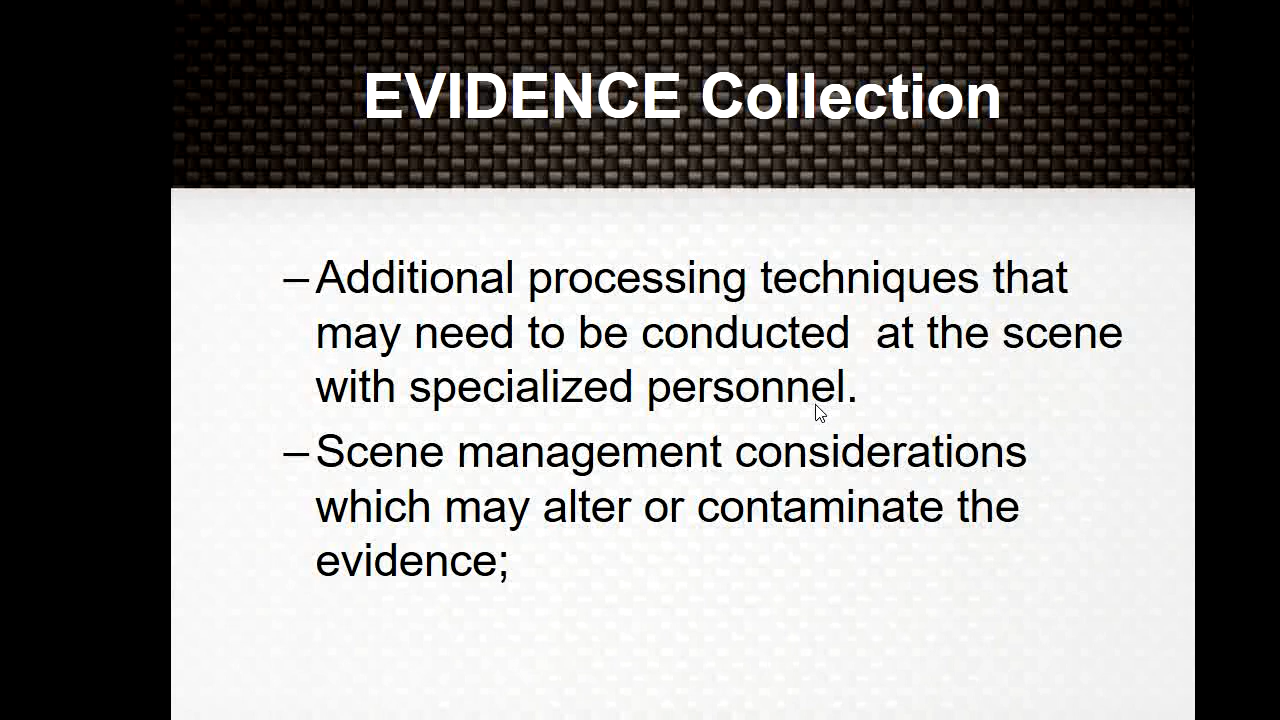 EVIDENCE Collection
–Additional processing techniques that
may need to be conducted  at the scene
with specialized personnel.
–Scene management considerations
which may alter or contaminate the
evidence;